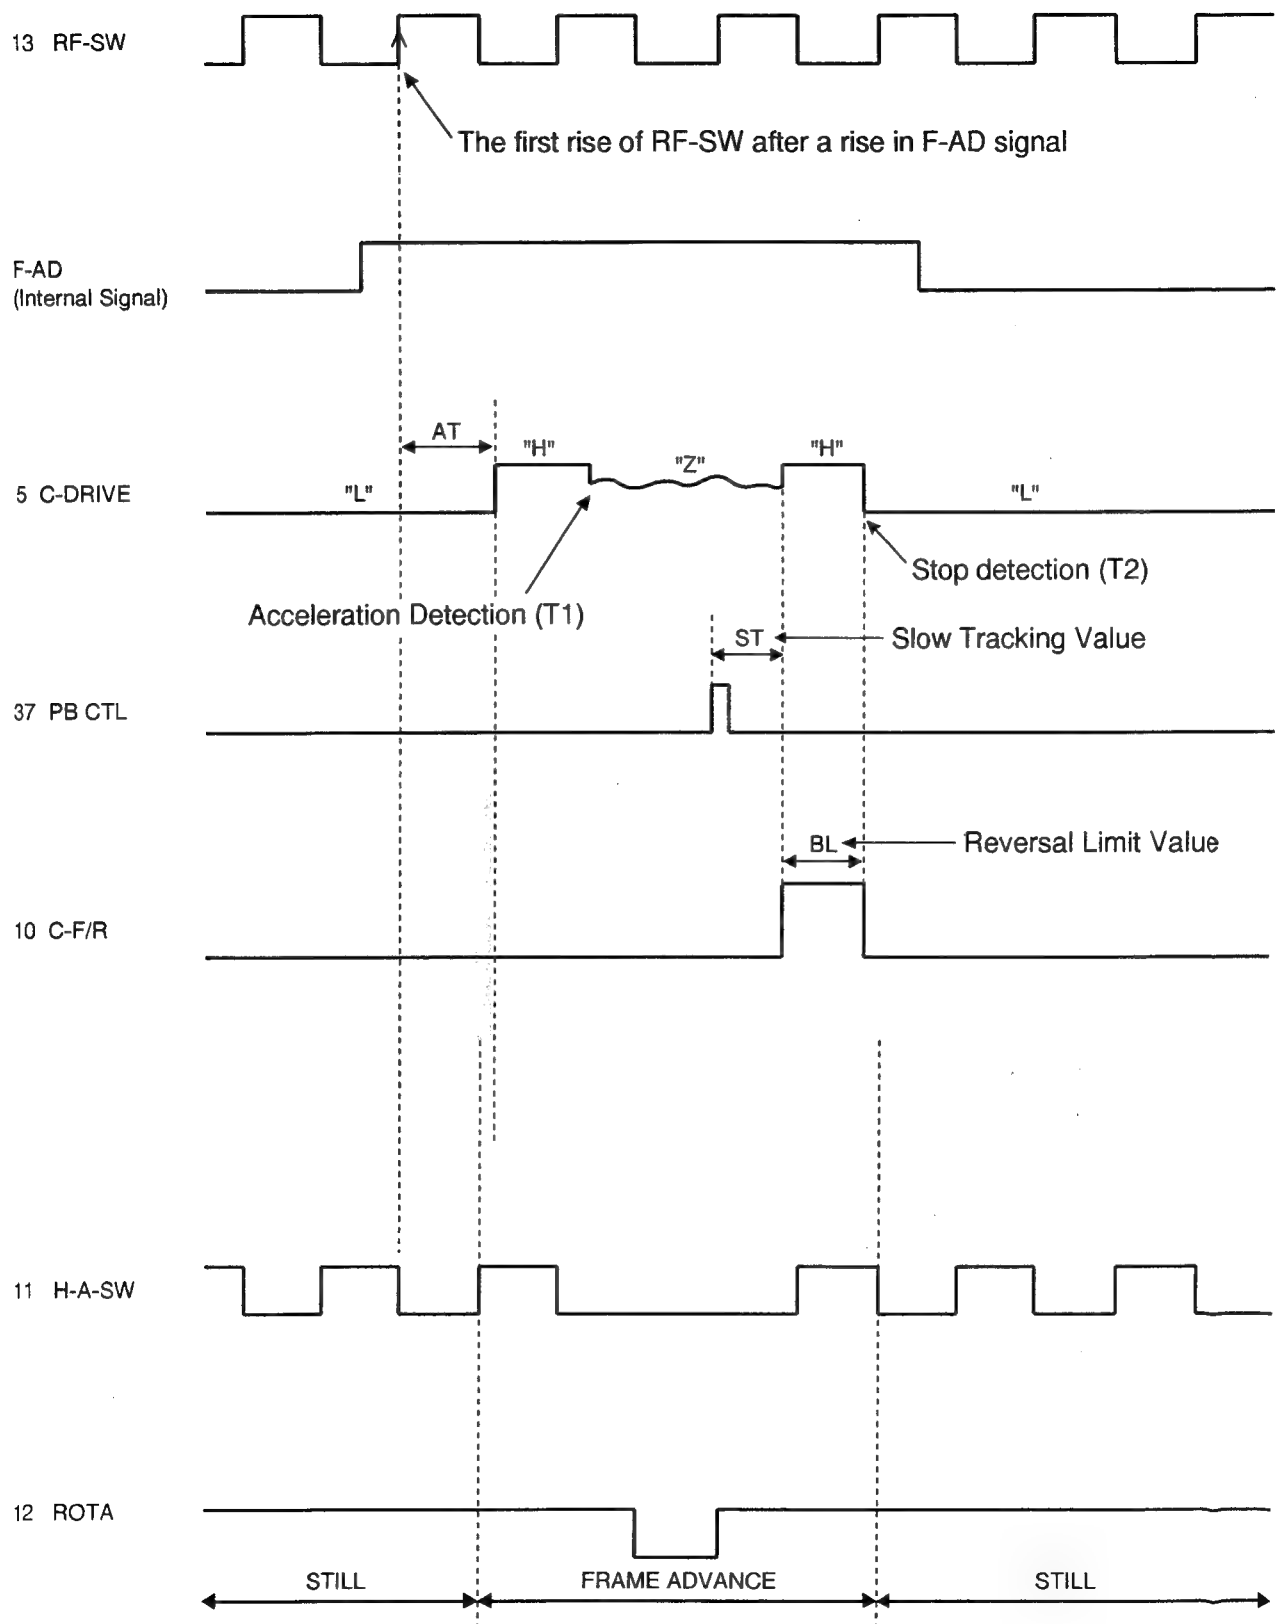 13 RF-SW
The first rise of RF-SW after a rise in F-AD signal
F-AD
(Internal Signal)
AT
"H"
"Z"
"H"
5 C-DRIVE
"L"
"L"
Stop detection (T2)
Acceleration Detection (T1)
ST
Slow Tracking Value
37 PB CTL
BL
Reversal Limit Value
10 C-F/R
11 H-A-SW
12 ROTA
STILL
FRAME ADVANCE
STILL